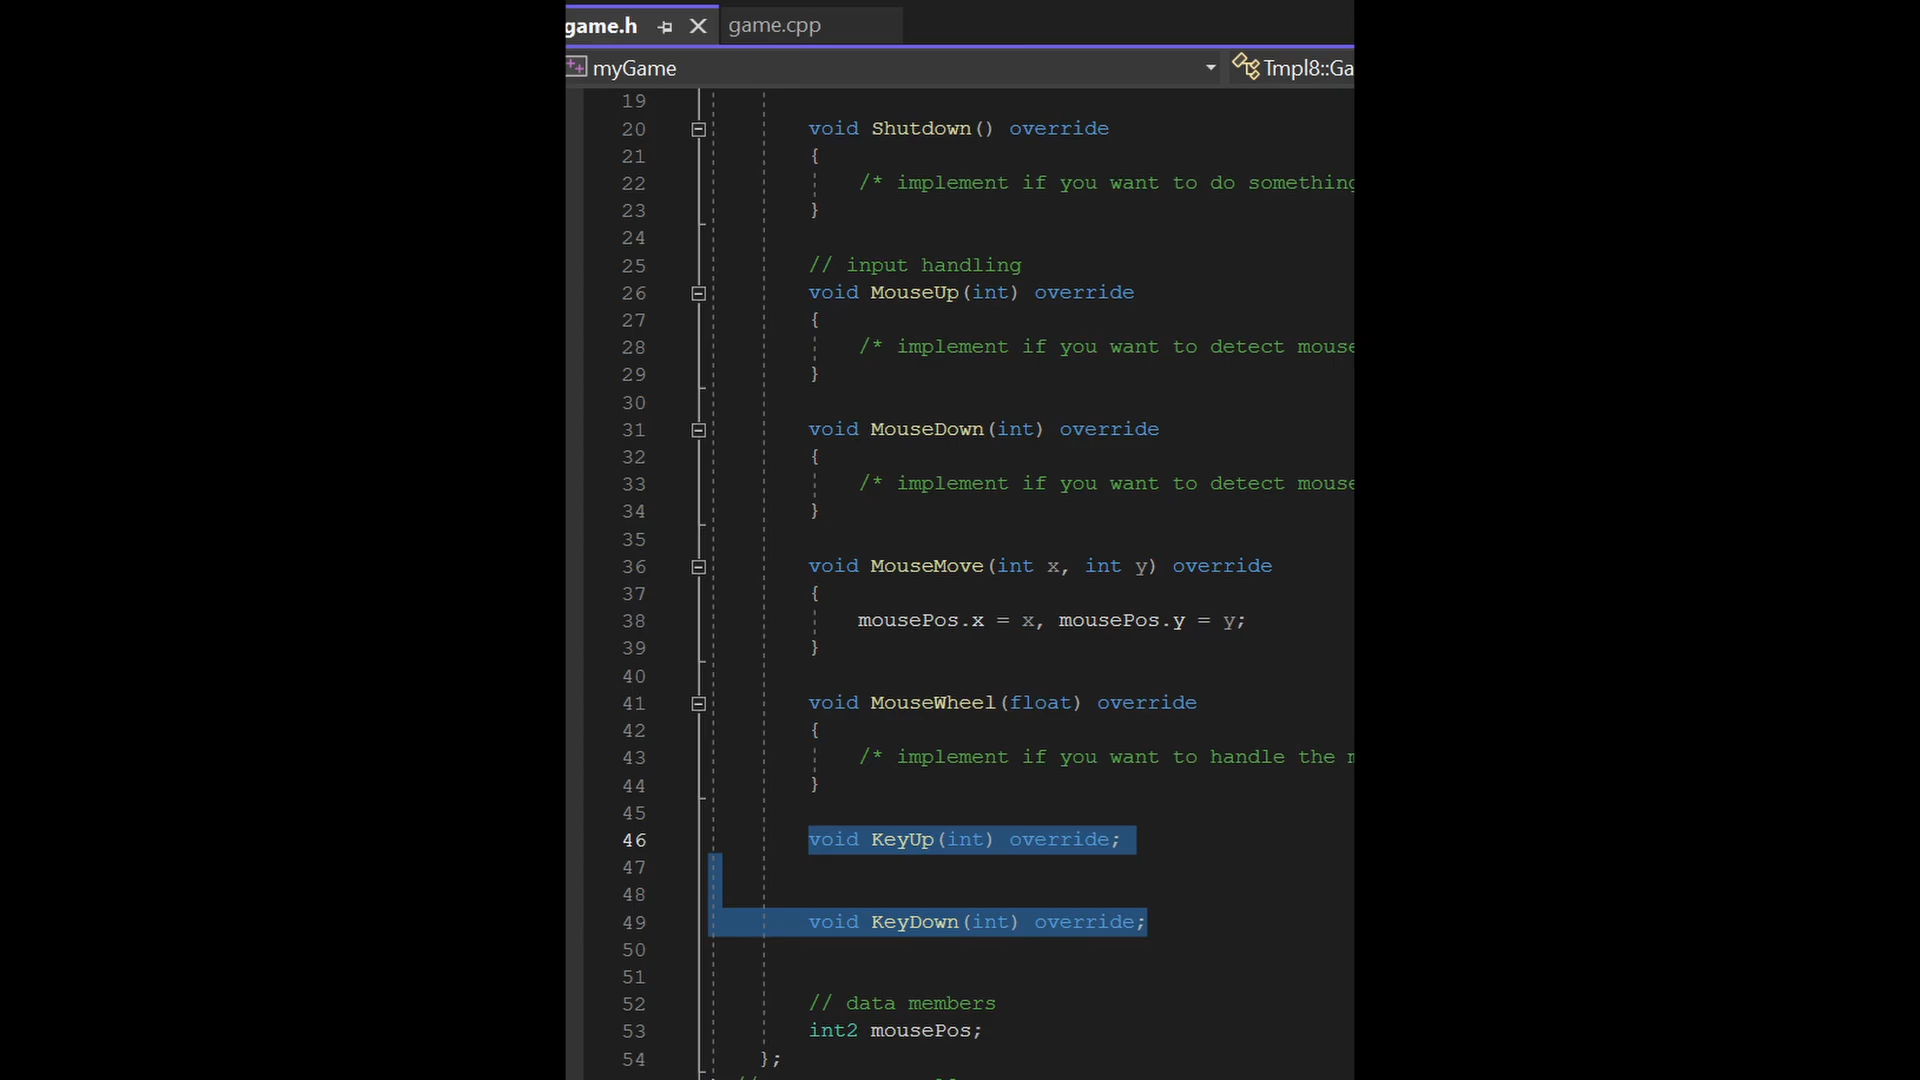 game.h game.cpp
myGame Tmpl8::Ga
19
20 void Shutdown() override
21 {
22 /* implement if you want to do something
23 }
24
25 // input handling
26 void MouseUp(int) override
27 {
28 /* implement if you want to detect mouse
29 }
30
31 void MouseDown(int) override
32 {
33 /* implement if you want to detect mouse
34 }
35
36 void MouseMove(int x, int y) override
37 {
38 mousePos.x = x, mousePos.y = y;
39 }
40
41 void MouseWheel(float) override
42 {
43 /* implement if you want to handle the m
44 }
45
46 void KeyUp(int) override;
47
48
49 void KeyDown(int) override;
50
51
52 // data members
53 int2 mousePos;
54 };